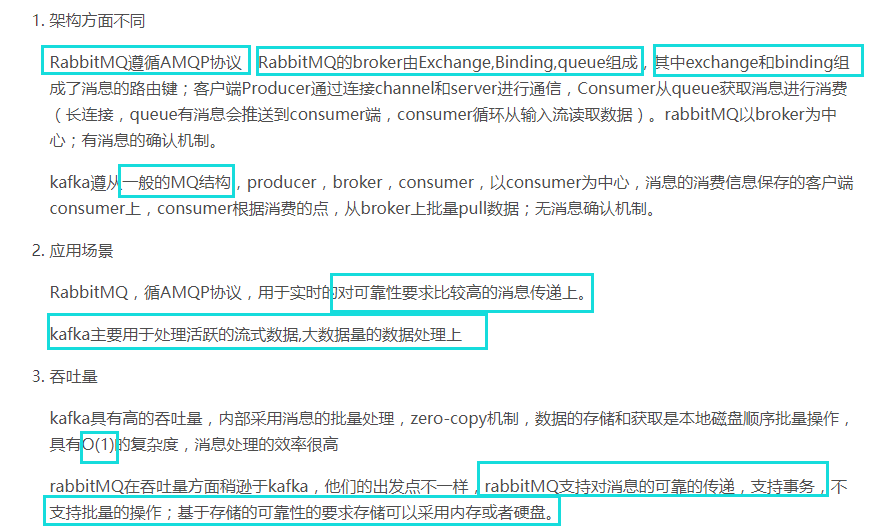 1. 架构方面不同
RabbitMQ遵循AMQP协议 RabbitMQ的broker由Exchange,Binding,queue组成，其中exchange和binding组
成了消息的路由键；客户端Producer通过连接channel和server进行通信，Consumer从queue获取消息进行消费
（长连接，queue有消息会推送到consumer端，consumer循环从输入流读取数据）。rabbitMQ以broker为中
心；有消息的确认机制。
kafka遵从一般的MQ结构，producer，broker，consumer，以consumer为中心，消息的消费信息保存的客户端
consumer上，consumer根据消费的点，从broker上批量pull数据；无消息确认机制。
2. 应用场景
RabbitMQ，循AMQP协议，用于实时的对可靠性要求比较高的消息传递上。
kafka主要用于处理活跃的流式数据,大数据量的数据处理上
3. 吞吐量
kafka具有高的吞吐量，内部采用消息的批量处理，zero-copy机制，数据的存储和获取是本地磁盘顺序批量操作，
具有O(1)的复杂度，消息处理的效率很高
rabbitMQ在吞吐量方面稍逊于kafka，他们的出发点不一样，rabbitMQ支持对消息的可靠的传递，支持事务，不
支持批量的操作；基于存储的可靠性的要求存储可以采用内存或者硬盘。